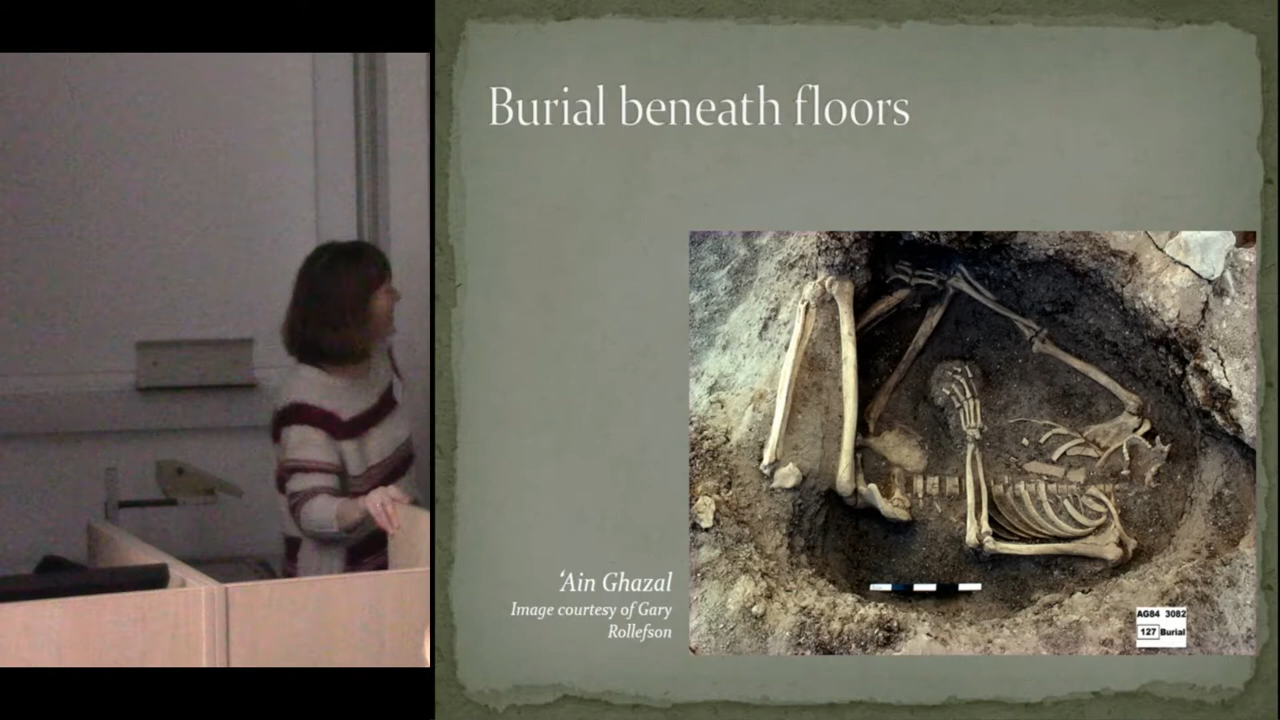 Burial beneath floors
‘Ain Ghazal
Image courtesy of Gary
Rollefson
AG84 3082
127 Burial